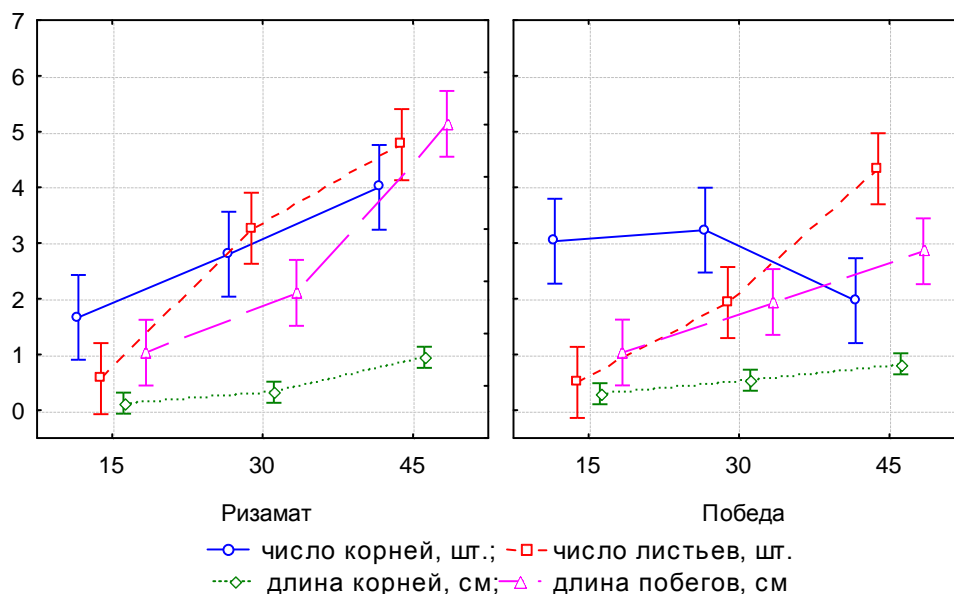 7
6
5
4
3
2
1
0
15 30 45 15 30 45
Ризамат Победа
число корней, шт.; число листьев, шт.
длина корней, см; длина побегов, см